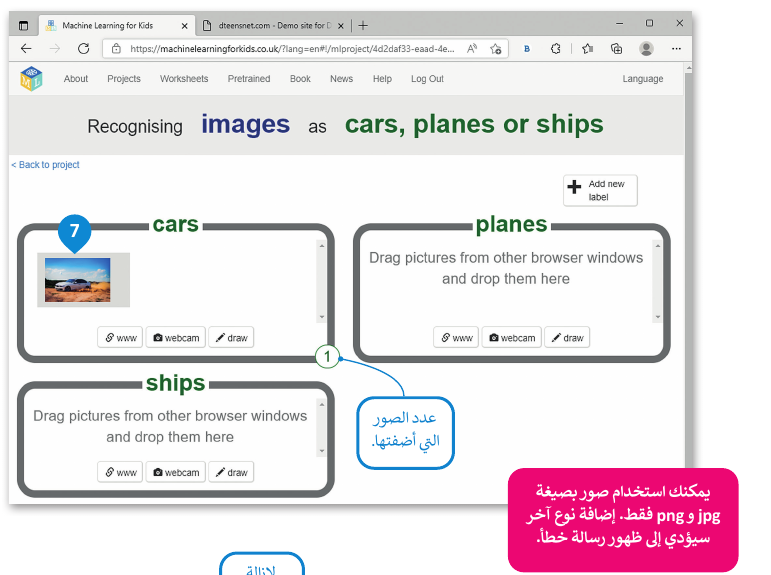 Machine Learning for Kids
dteensnet.com - Demo site for D
https://machinelearningforkids.co.uk/?lang=en#!/mlproject/4d2daf33-eaad-4e...
About Projects Worksheets Pretrained Book News Help Log Out Language
Recognising images as cars, planes or ships
< Back to project
Add new
label
cars
7
www webcam draw
1
planes
Drag pictures from other browser windows
and drop them here
www webcam draw
ships
Drag pictures from other browser windows
and drop them here
www webcam draw
عدد الصور
التي أضفتها.
يمكنك استخدام صور بصيغة
jpg و png فقط. إضافة نوع آخر
سيؤدي إلى ظهور رسالة خطأ.
لإزالة